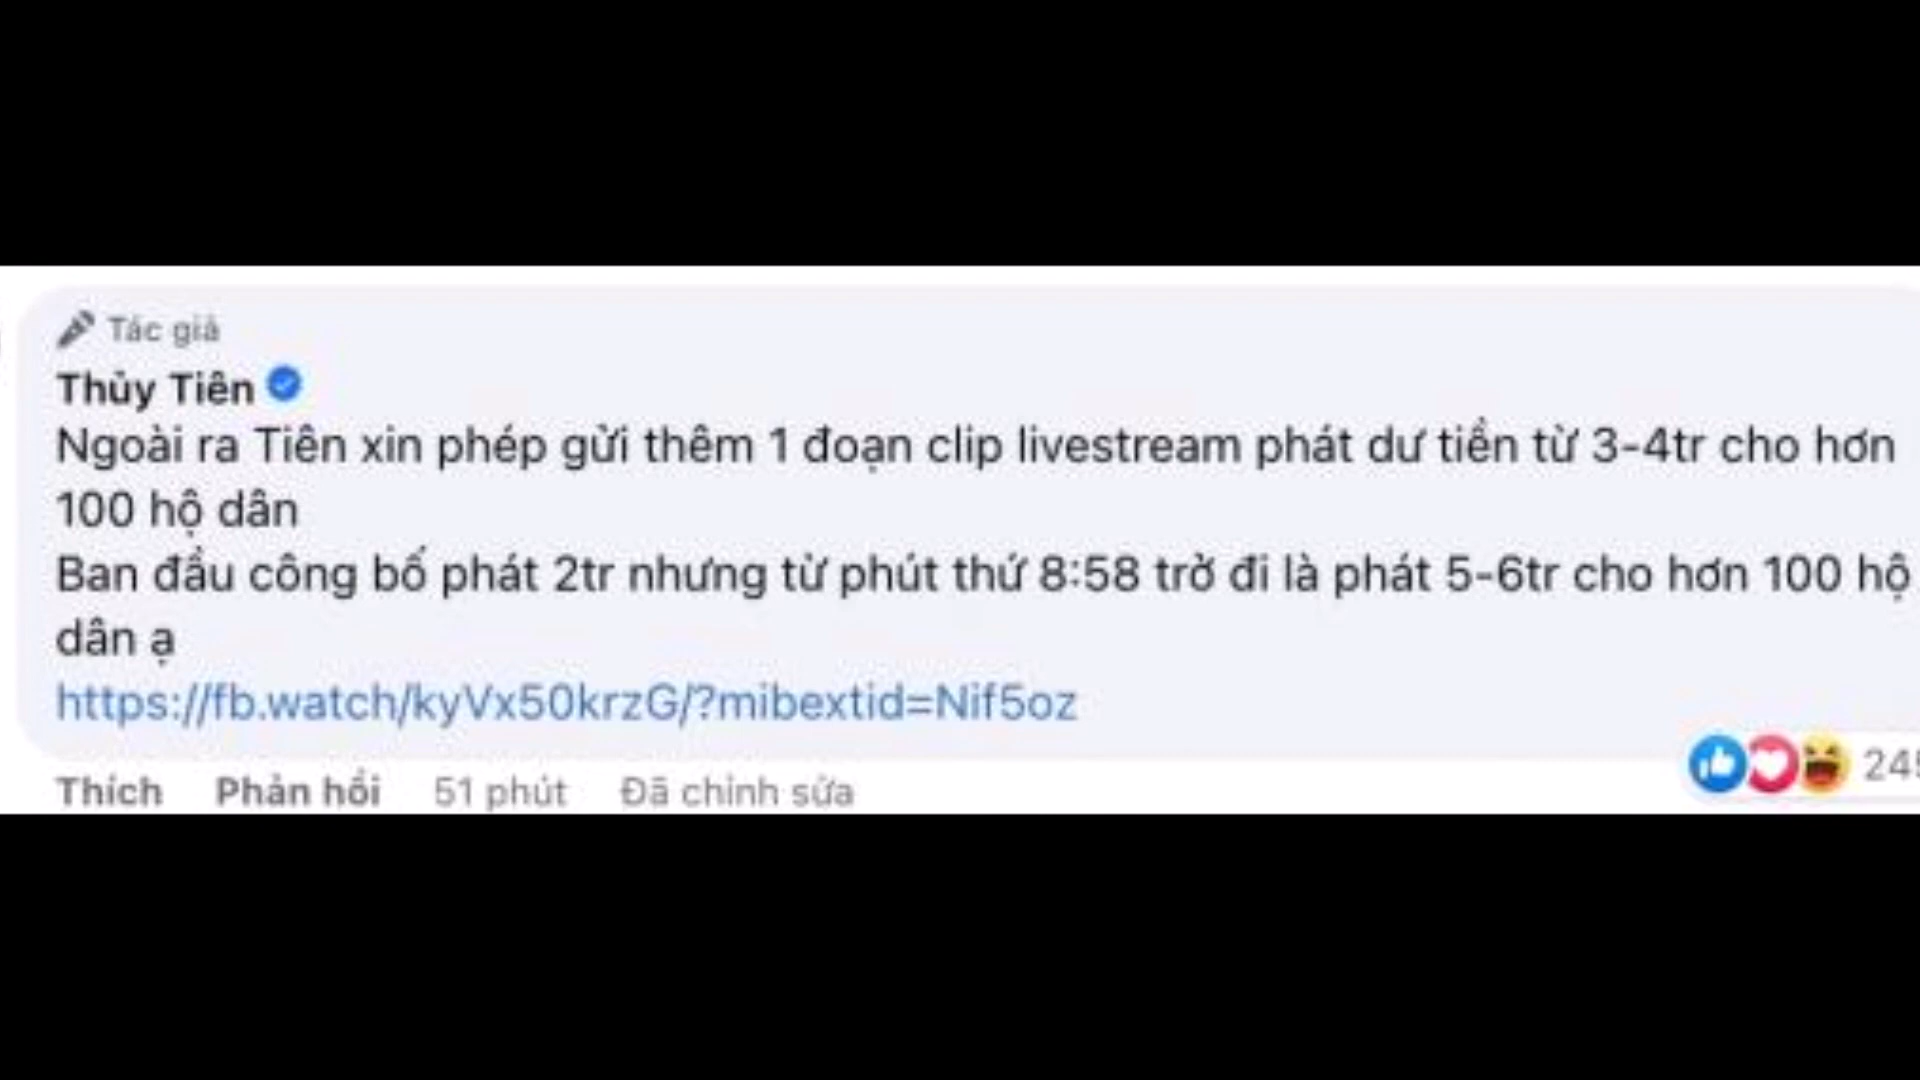 Tác giả
Thủy Tiên
Ngoài ra Tiên xin phép gửi thêm 1 đoạn clip livestream phát dư tiền từ 3-4tr cho hơn
100 hộ dân
Ban đầu công bố phát 2tr nhưng từ phút thứ 8:58 trở đi là phát 5-6tr cho hơn 100 hộ
dân ạ
https://fb.watch/kyVx50krzG/?mibextid=Nif5oz
Thích Phản hồi 51 phút Đã chỉnh sửa